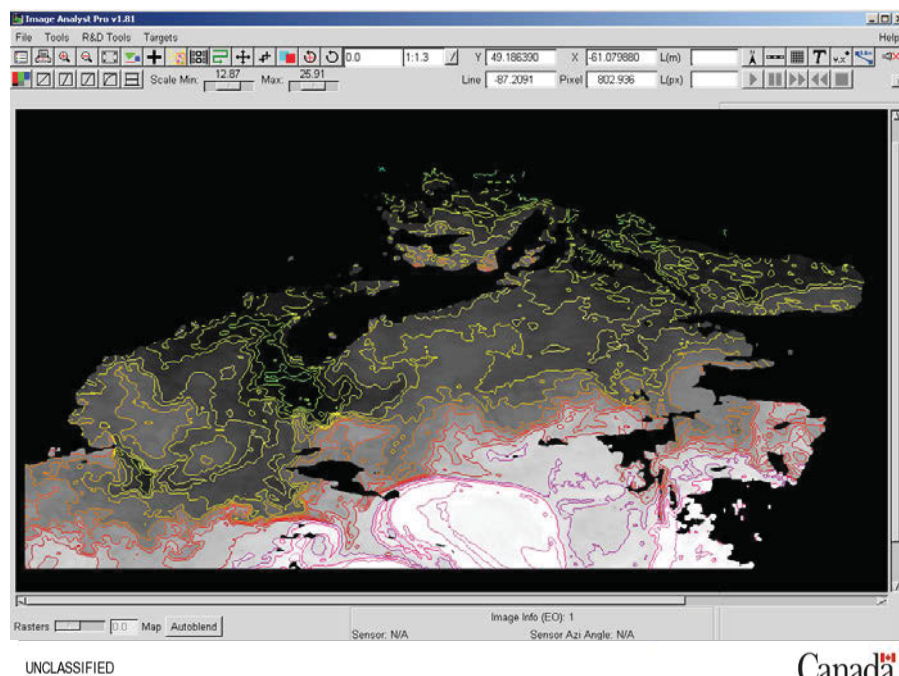 Image Analyst Pro v1.81
File Tools R&D Tools Targets Help
0.0 1:1.3 Y 49.186390 X -61.079880 L(m) T
Scale Min: 12.87 Max: 25.91 Line -87.2091 Pixel 802.936 L(px)
Rasters 0.0 Map Autoblend
Image Info (EO): 1
Sensor: N/A Sensor Azi Angle: N/A
UNCLASSIFIED
Canada